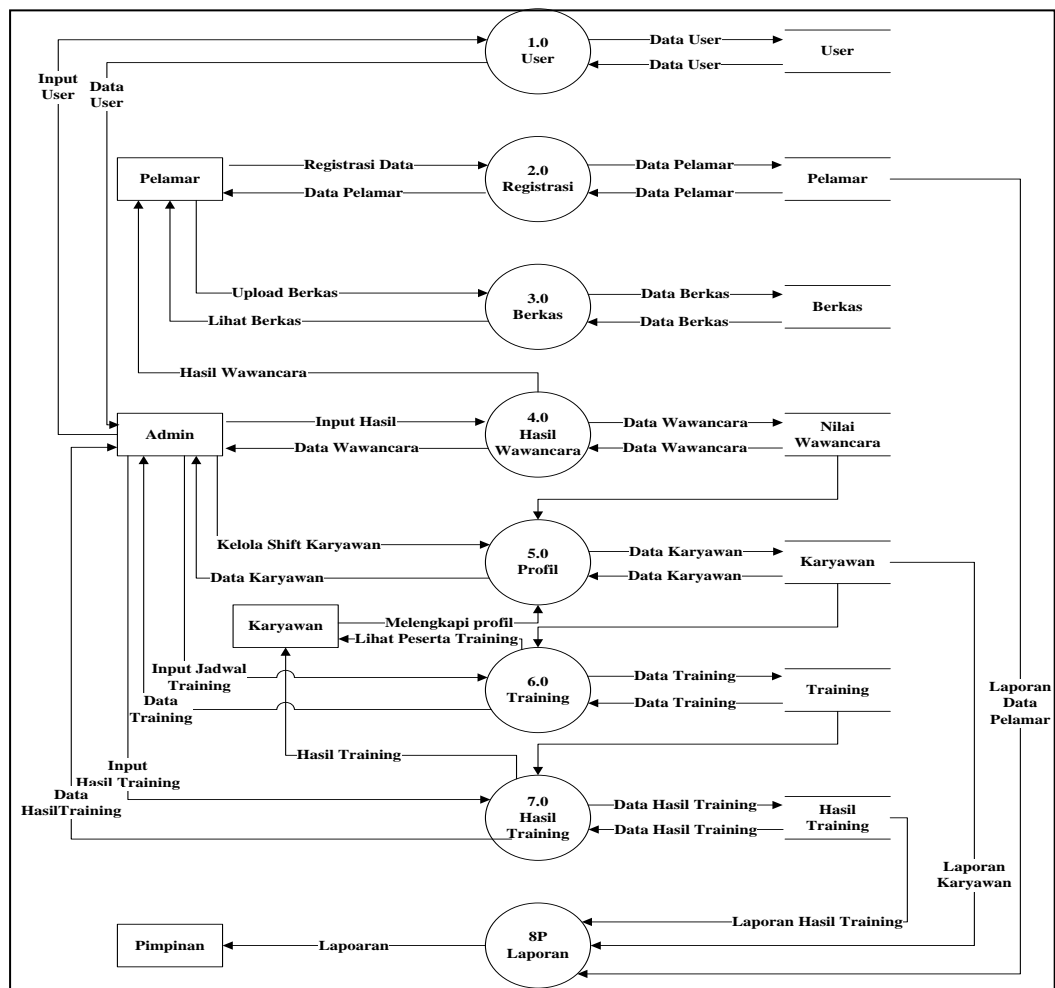 1.0
User
Data User
Data User
User
Input
User
Data
User
Pelamar
Registrasi Data
Data Pelamar
2.0
Registrasi
Data Pelamar
Data Pelamar
Pelamar
Upload Berkas
Lihat Berkas
3.0
Berkas
Data Berkas
Data Berkas
Berkas
Hasil Wawancara
Admin
Input Hasil
Data Wawancara
4.0
Hasil
Wawancara
Data Wawancara
Data Wawancara
Nilai
Wawancara
Kelola Shift Karyawan
Data Karyawan
5.0
Profil
Data Karyawan
Data Karyawan
Karyawan
Karyawan
Melengkapi profil
Lihat Peserta Training
Input Jadwal
Training
Data
Training
6.0
Training
Data Training
Data Training
Training
Laporan
Data
Pelamar
Hasil Training
Input
Hasil Training
Data
HasilTraining
7.0
Hasil
Training
Data Hasil Training
Data Hasil Training
Hasil
Training
Laporan
Karyawan
Laporan Hasil Training
Pimpinan
Lapoaran
8P
Laporan